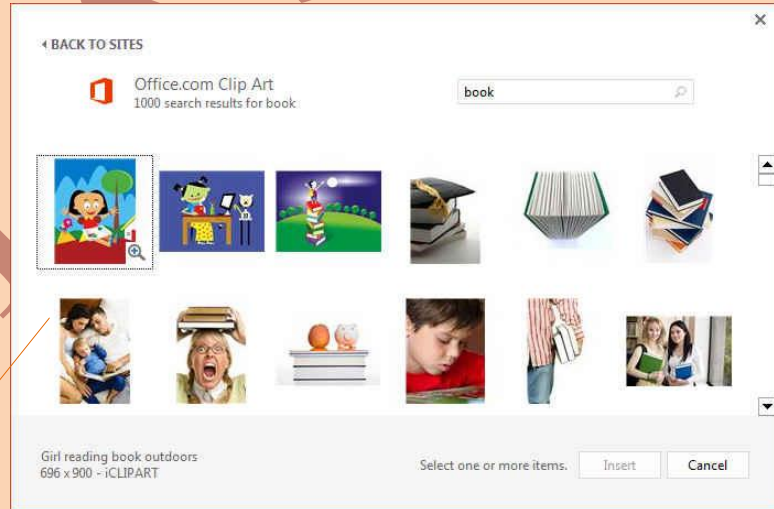 BACK TO SITES
Office.com Clip Art
1000 search results for book
book
Girl reading book outdoors
696 x 900 - iCLIPART
Select one or more items.
Insert
Cancel